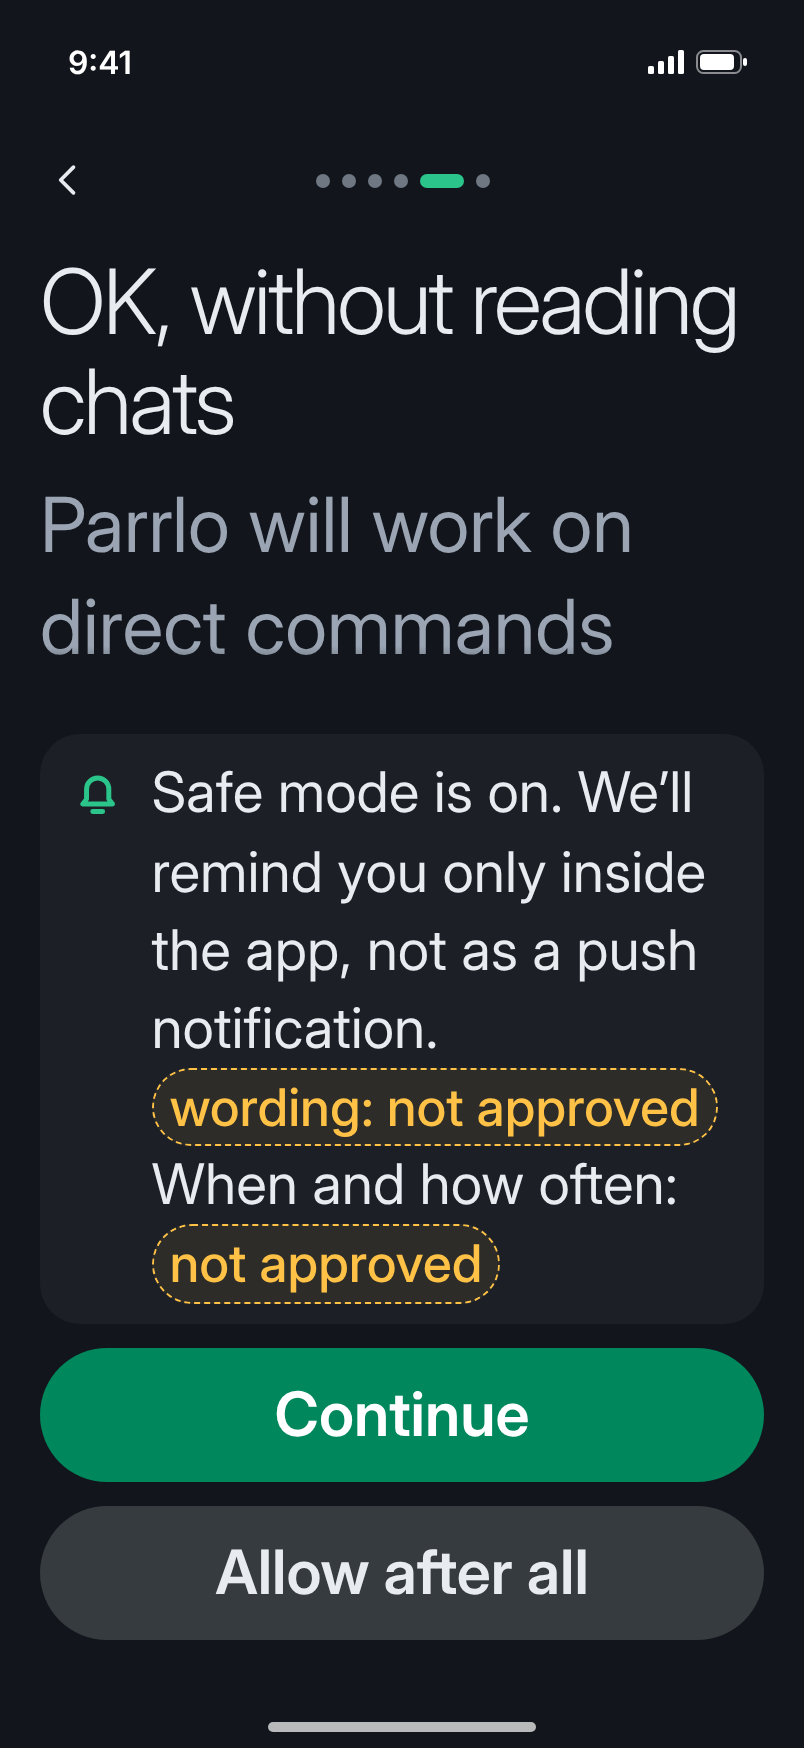 9:41
OK, without reading
chats
Parrlo will work on
direct commands
Safe mode is on. We’ll
remind you only inside
the app, not as a push
notification.
wording: not approved
When and how often:
not approved
Continue
Allow after all